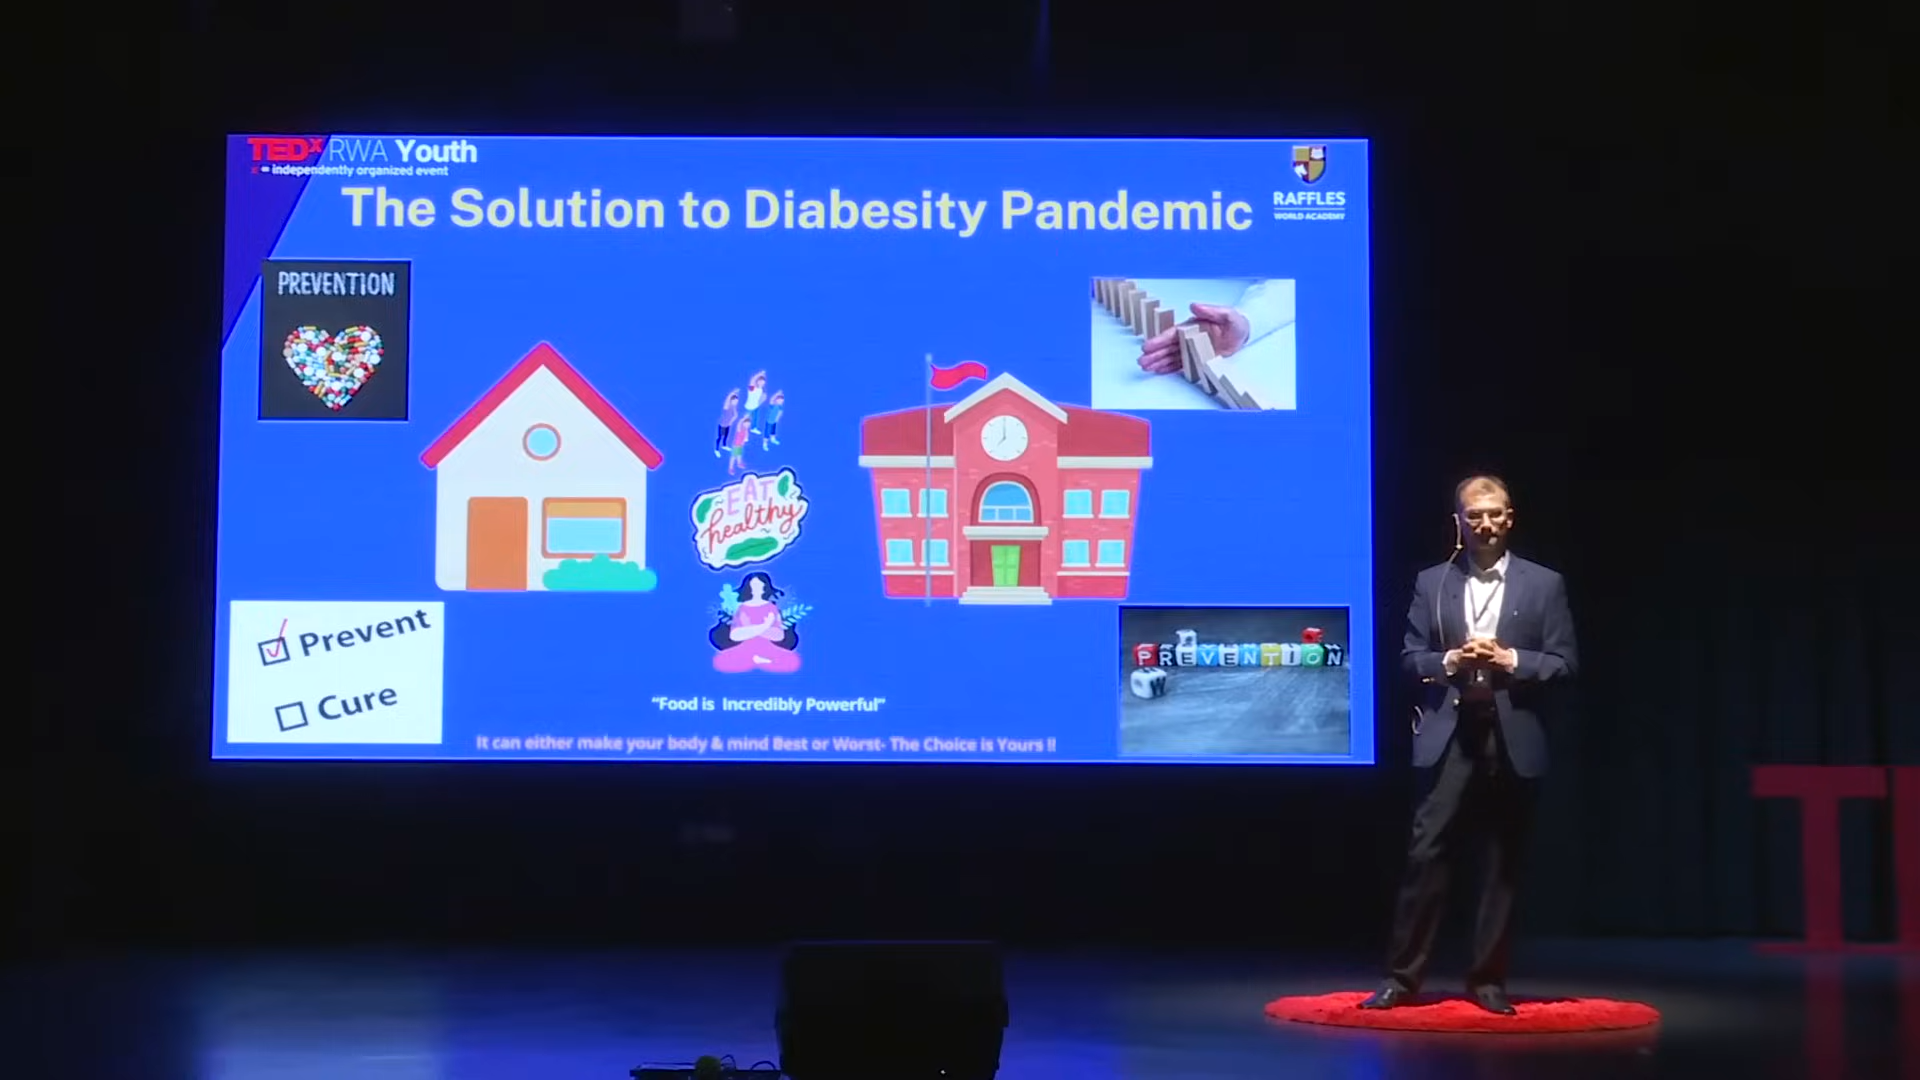 TEDx RWA Youth
x = independently organized event
RAFFLES
WORLD ACADEMY
The Solution to Diabesity Pandemic
PREVENTION
EAT
healthy
Prevent
Cure
PREVENTION
"Food is Incredibly Powerful"
It can either make your body & mind Best or Worst- The Choice is Yours !!